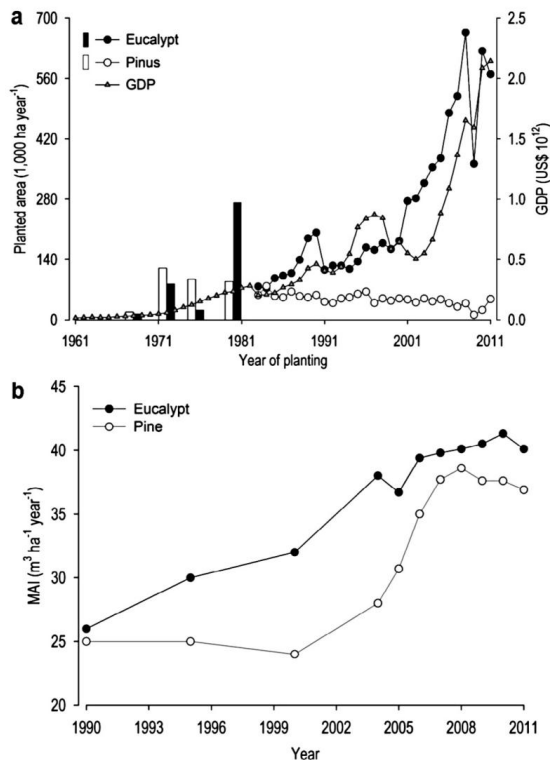 a
700
560
420
280
140
0
Planted area (1,000 ha year⁻¹)
Eucalypt
Pinus
GDP
2.5
2.0
1.5
1.0
0.5
0.0
GDP (US$ 10¹²)
1961 1971 1981 1991 2001 2011
Year of planting
b
45
40
35
30
25
20
MAI (m³ ha⁻¹ year⁻¹)
Eucalypt
Pine
1990 1993 1996 1999 2002 2005 2008 2011
Year